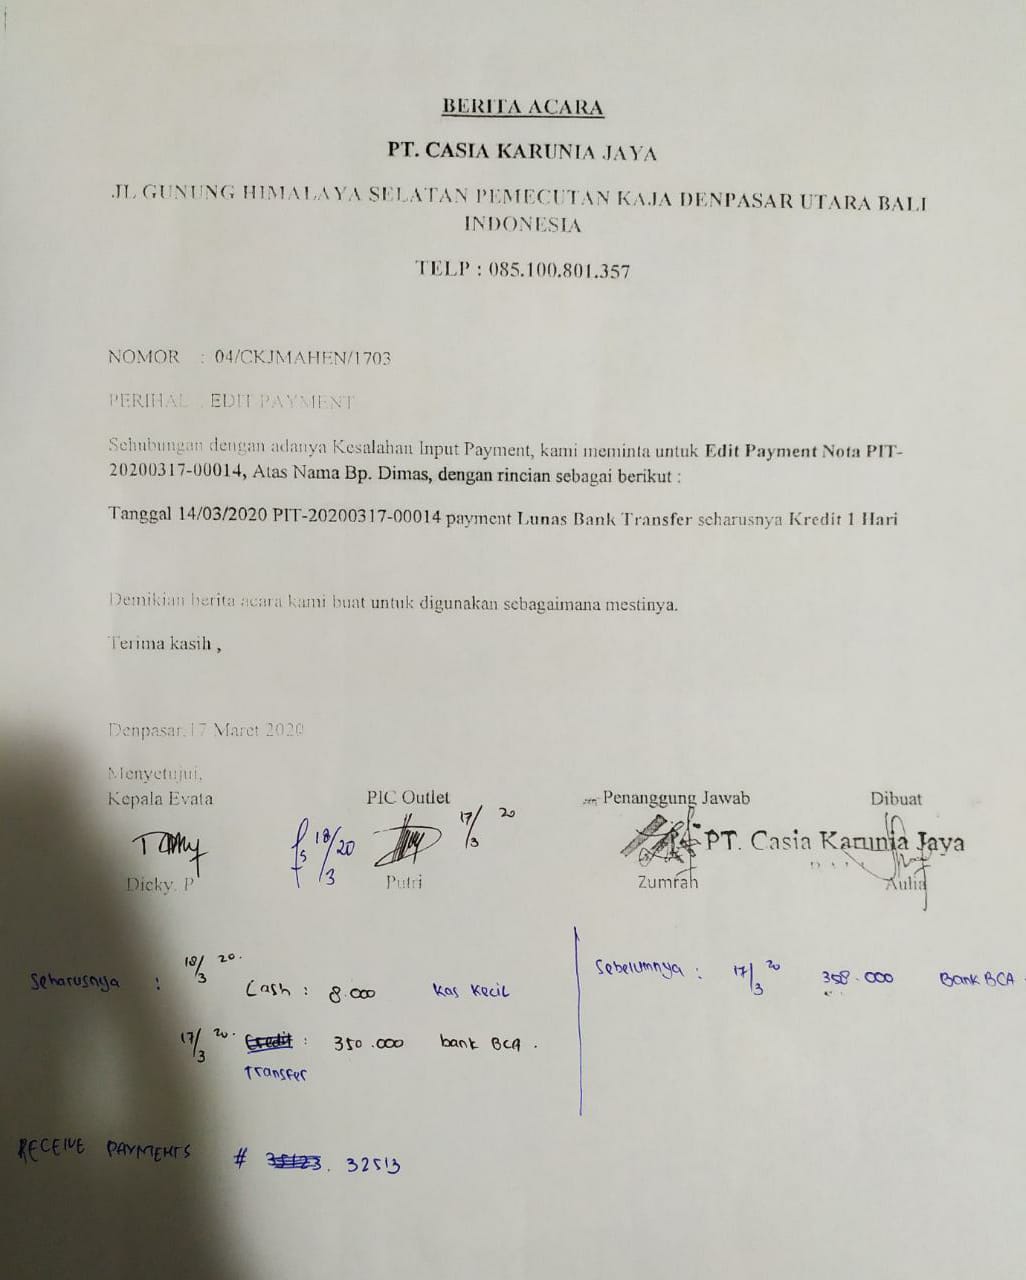 BERITA ACARA
PT. CASIA KARUNIA JAYA
JL GUNUNG HIMALAYA SELATAN PEMECUTAN KAJA DENPASAR UTARA BALI
INDONESIA
TELP : 085.100.801.357
NOMOR : 04/CKJMAHEN/1703
PERIHAL : EDIT PAYMENT
Sehubungan dengan adanya Kesalahan Input Payment, kami meminta untuk Edit Payment Nota PIT-
20200317-00014, Atas Nama Bp. Dimas, dengan rincian sebagai berikut :
Tanggal 14/03/2020 PIT-20200317-00014 payment Lunas Bank Transfer seharusnya Kredit 1 Hari
Demikian berita acara kami buat untuk digunakan sebagaimana mestinya.
Terima kasih ,
Denpasar,17 Maret 2020
Menyetujui,
Kepala Evata PIC Outlet Penanggung Jawab Dibuat
18/3 20 17/3 20 PT. Casia Karunia Jaya
Dicky. P Putri Zumrah Aulia
Seharusnya : 18/3 20. Cash : 8.000 Kas Kecil
17/3 20. Credit : 350.000 bank BCA .
Transfer
Sebelumnya : 17/3 20 358.000 Bank BCA .
RECEIVE PAYMENTS # 35123. 32513